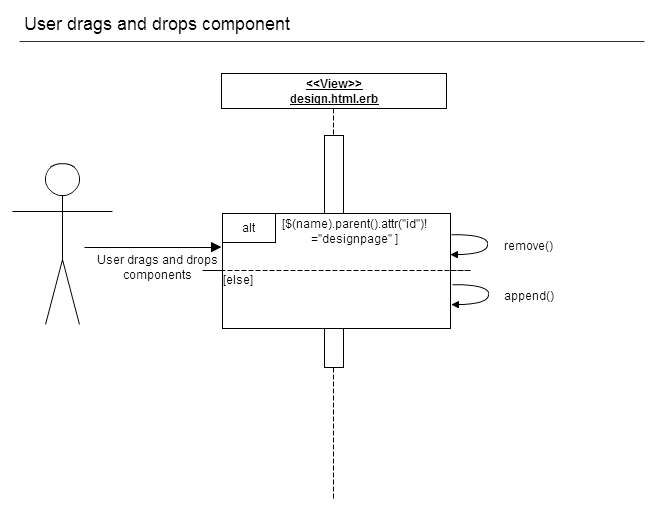 User drags and drops component
<<View>>
design.html.erb
alt
[$(name).parent().attr("id")!
="designpage" ]
remove()
User drags and drops
components
[else]
append()